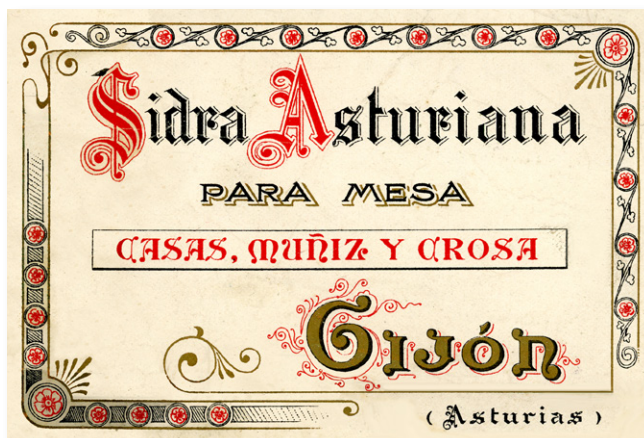 Sidra Asturiana
PARA MESA
CASAS, MUÑIZ Y CROSA
Gijón
(Asturias)